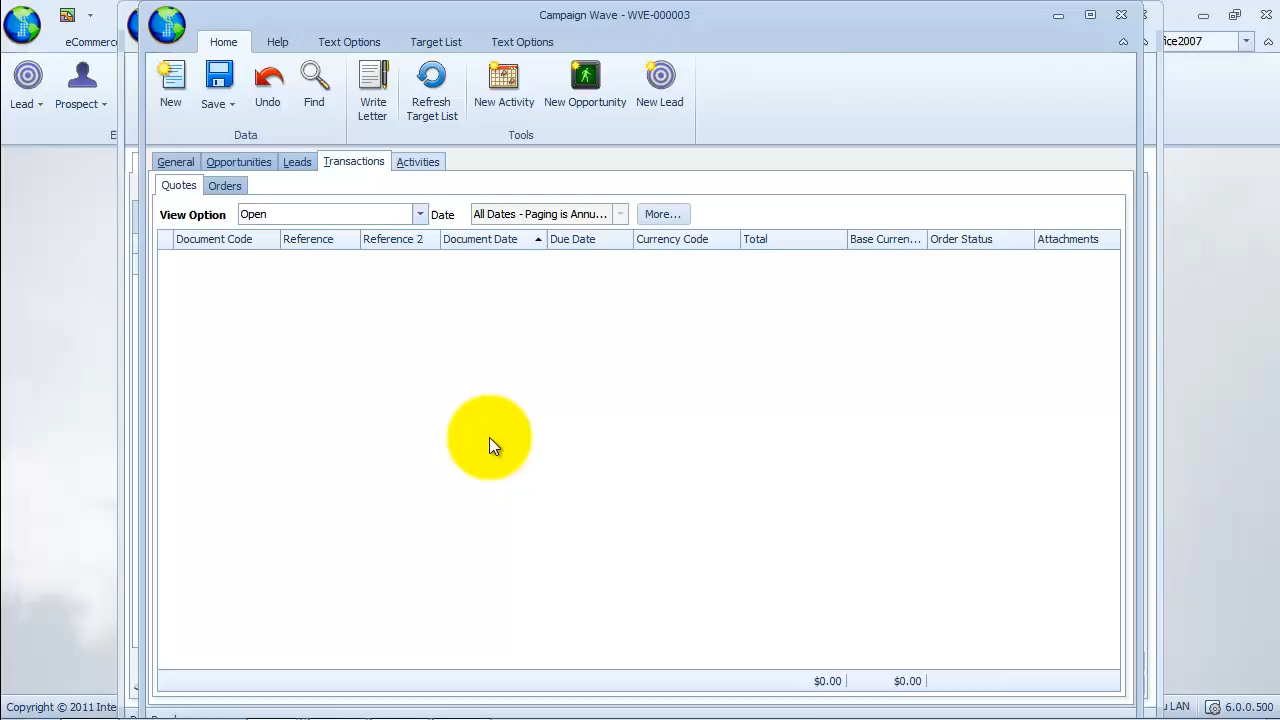 Campaign Wave - WVE-000003
eCommerc
Home Help Text Options Target List Text Options
ice2007
Lead Prospect
New Save Undo Find Write Letter Refresh Target List New Activity New Opportunity New Lead
E Data Tools
General Opportunities Leads Transactions Activities
Quotes Orders
View Option Open Date All Dates - Paging is Annu... More...
Document Code Reference Reference 2 Document Date Due Date Currency Code Total Base Curren... Order Status Attachments
$0.00 $0.00
Copyright © 2011 Inte
u LAN 6.0.0.500